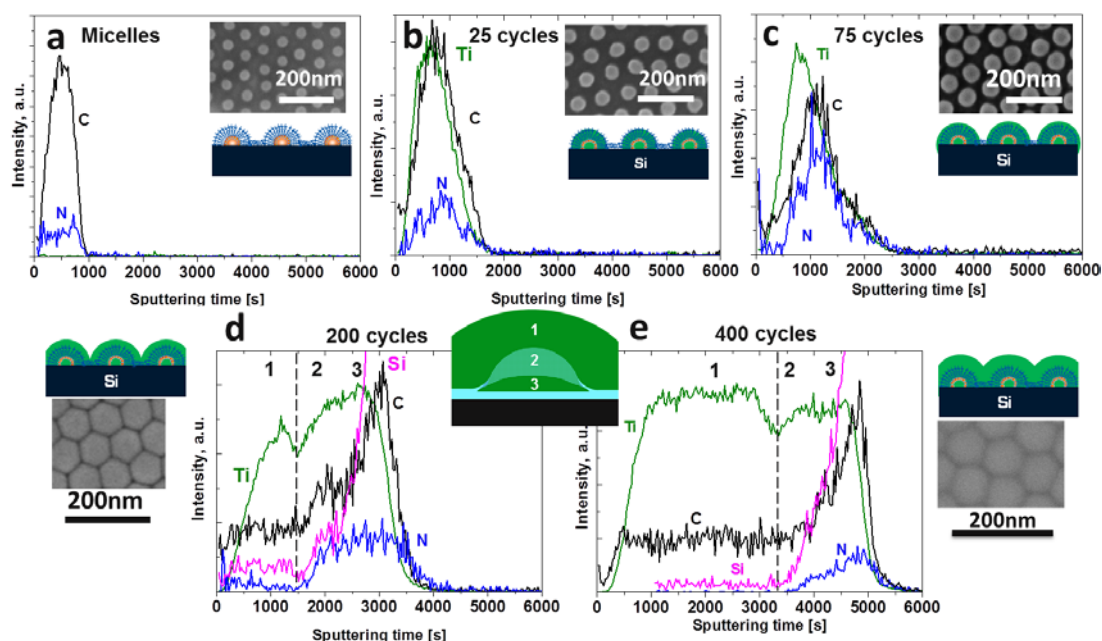 a Micelles
200nm
C
N
Intensity, a.u.
0 1000 2000 3000 4000 5000 6000
Sputtering time [s]
b 25 cycles
Ti
200nm
C
N
Si
Intensity, a.u.
0 1000 2000 3000 4000 5000 6000
Sputtering time [s]
c 75 cycles
Ti
200nm
C
N
Si
Intensity, a.u.
0 1000 2000 3000 4000 5000 6000
Sputtering time [s]
d 200 cycles
Si
200nm
1 2 3
Si
C
Ti
N
Intensity, a.u.
0 1000 2000 3000 4000 5000 6000
Sputtering time [s]
1
2
3
e 400 cycles
1 2 3
Ti
C
Si
N
Intensity, a.u.
0 1000 2000 3000 4000 5000 6000
Sputtering time [s]
Si
200nm